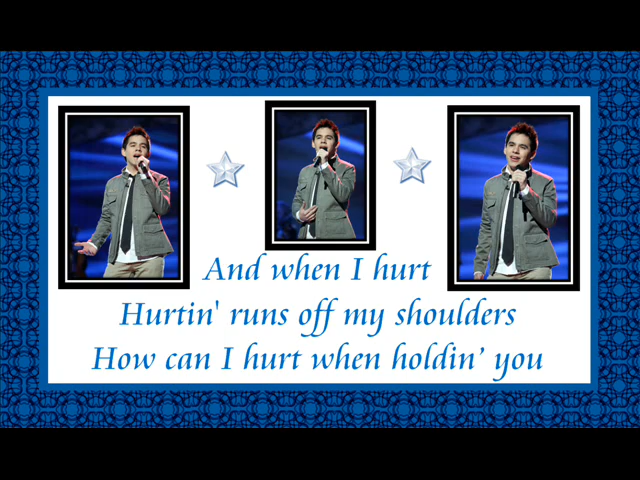 And when I hurt
Hurtin' runs off my shoulders
How can I hurt when holdin’ you